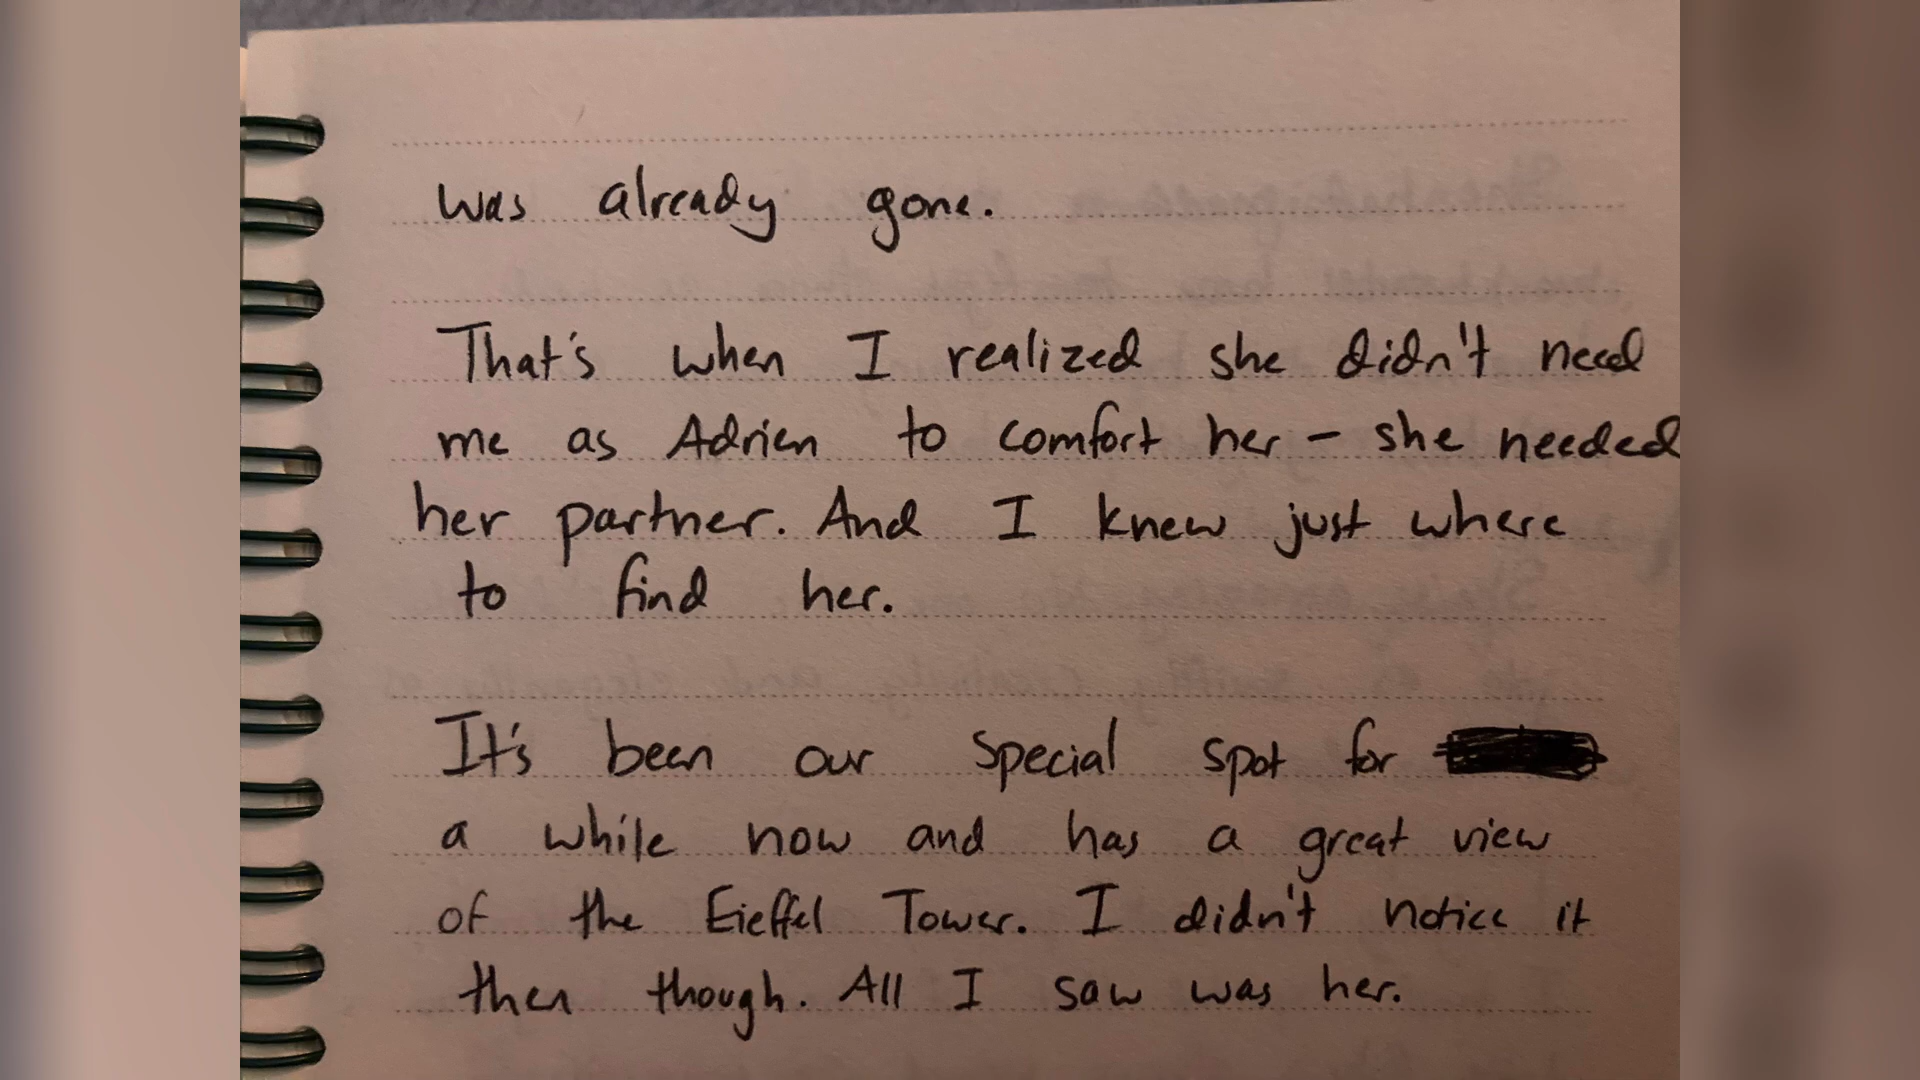 was already gone.
That's when I realized she didn't need
me as Adrien to comfort her - she needed
her partner. And I knew just where
to find her.
It's been our special spot for
a while now and has a great view
of the Eieffel Tower. I didn't notice it
then though. All I saw was her.